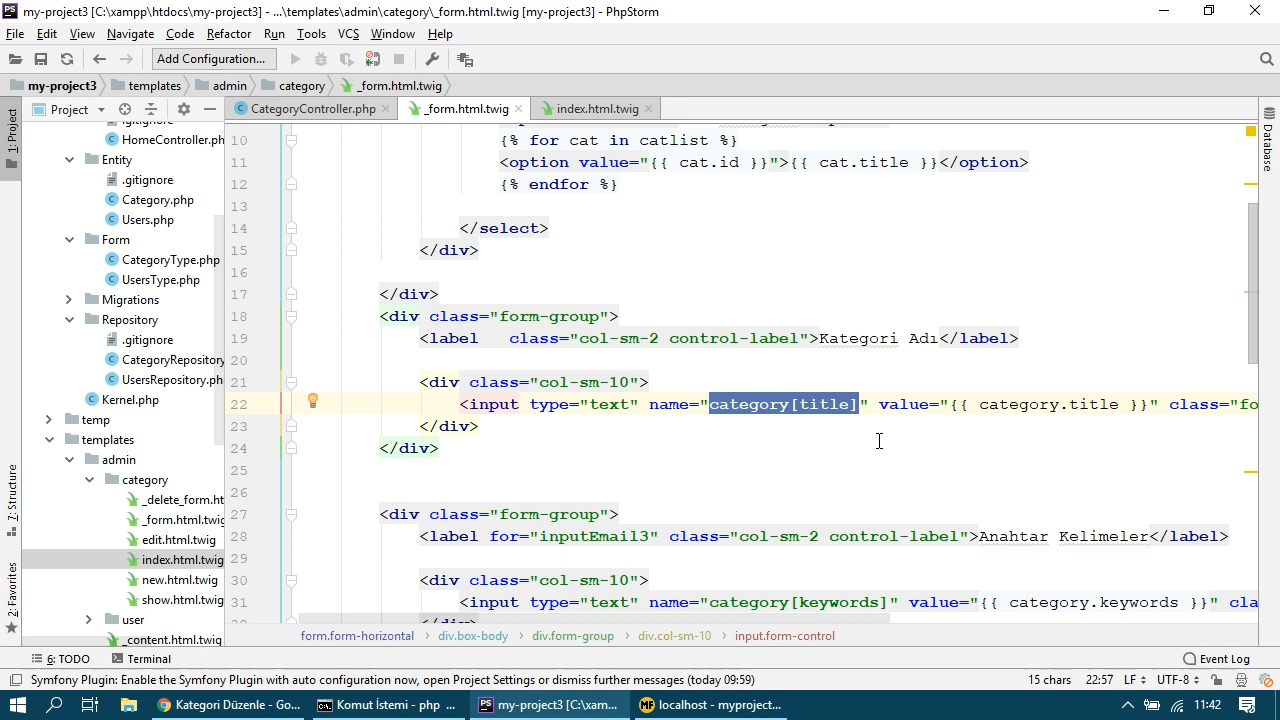 my-project3 [C:\xampp\htdocs\my-project3] - ...\templates\admin\category\_form.html.twig [my-project3] - PhpStorm
File Edit View Navigate Code Refactor Run Tools VCS Window Help
Add Configuration...
my-project3 templates admin category _form.html.twig
Project CategoryController.php _form.html.twig index.html.twig
1: Project
7: Structure
2: Favorites
Database
.gitignore
HomeController.ph
Entity
.gitignore
Category.php
Users.php
Form
CategoryType.php
UsersType.php
Migrations
Repository
.gitignore
CategoryRepository
UsersRepository.ph
Kernel.php
temp
templates
admin
category
_delete_form.ht
_form.html.twig
edit.html.twig
index.html.twig
new.html.twig
show.html.twig
user
_content.html.twig
10 {% for cat in catlist %}
11 <option value="{{ cat.id }}">{{ cat.title }}</option>
12 {% endfor %}
13
14 </select>
15 </div>
16
17 </div>
18 <div class="form-group">
19 <label class="col-sm-2 control-label">Kategori Adı</label>
20
21 <div class="col-sm-10">
22 <input type="text" name="category[title]" value="{{ category.title }}" class="fo
23 </div>
24 </div>
25
26
27 <div class="form-group">
28 <label for="inputEmail3" class="col-sm-2 control-label">Anahtar Kelimeler</label>
29
30 <div class="col-sm-10">
31 <input type="text" name="category[keywords]" value="{{ category.keywords }}" cla
form.form-horizontal div.box-body div.form-group div.col-sm-10 input.form-control
6: TODO Terminal Event Log
Symfony Plugin: Enable the Symfony Plugin with auto configuration now, open Project Settings or dismiss further messages (today 09:59) 15 chars 22:57 LF UTF-8
Kategori Düzenle - Go... Komut İstemi - php ... my-project3 [C:\xam... localhost - myproject... 11:42